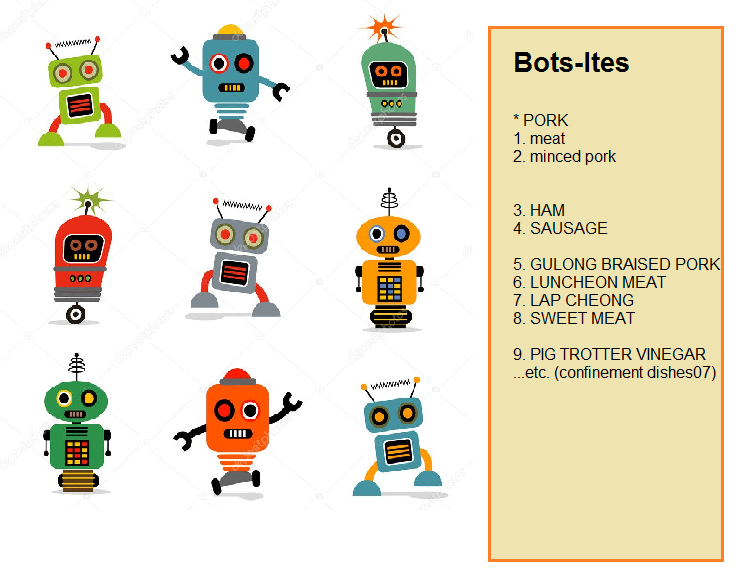 Bots-Ites
* PORK
1. meat
2. minced pork
3. HAM
4. SAUSAGE
5. GULONG BRAISED PORK
6. LUNCHEON MEAT
7. LAP CHEONG
8. SWEET MEAT
9. PIG TROTTER VINEGAR
...etc. (confinement dishes07)